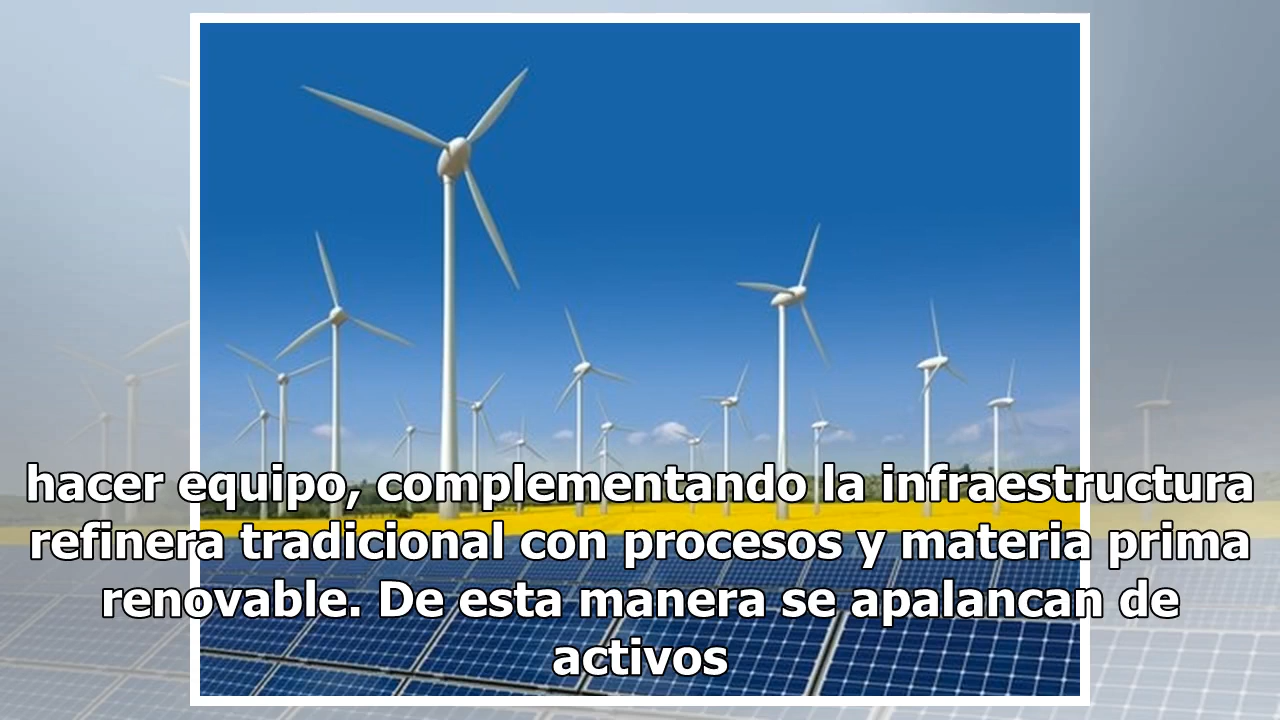 hacer equipo, complementando la infraestructura
refinera tradicional con procesos y materia prima
renovable. De esta manera se apalancan de
activos